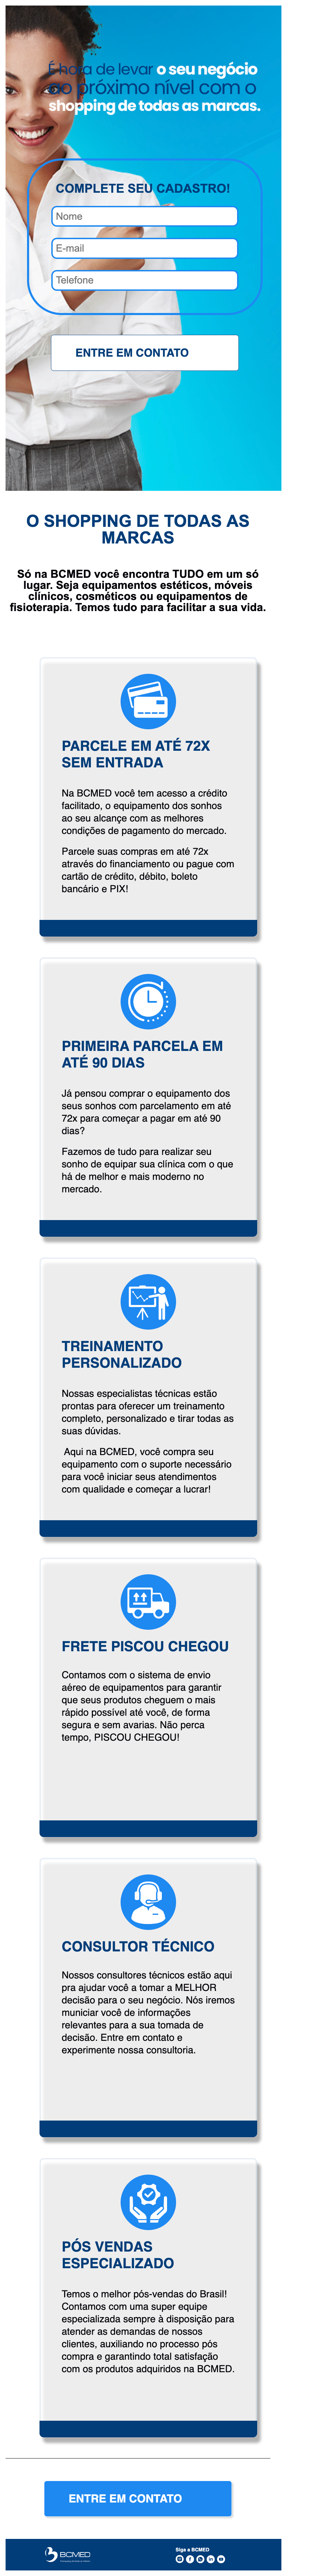 É hora de levar o seu negócio
ao próximo nível com o
shopping de todas as marcas.
COMPLETE SEU CADASTRO!
Nome
E-mail
Telefone
ENTRE EM CONTATO
O SHOPPING DE TODAS AS
MARCAS
Só na BCMED você encontra TUDO em um só
lugar. Seja equipamentos estéticos, móveis
clínicos, cosméticos ou equipamentos de
fisioterapia. Temos tudo para facilitar a sua vida.
PARCELE EM ATÉ 72X
SEM ENTRADA
Na BCMED você tem acesso a crédito
facilitado, o equipamento dos sonhos
ao seu alcance com as melhores
condições de pagamento do mercado.
Parcele suas compras em até 72x
através do financiamento ou pague com
cartão de crédito, débito, boleto
bancário e PIX!
PRIMEIRA PARCELA EM
ATÉ 90 DIAS
Já pensou comprar o equipamento dos
seus sonhos com parcelamento em até
72x para começar a pagar em até 90
dias?
Fazemos de tudo para realizar seu
sonho de equipar sua clínica com o que
há de melhor e mais moderno no
mercado.
TREINAMENTO
PERSONALIZADO
Nossas especialistas técnicas estão
prontas para oferecer um treinamento
completo, personalizado e tirar todas as
suas dúvidas.
Aqui na BCMED, você compra seu
equipamento com o suporte necessário
para você iniciar seus atendimentos
com qualidade e começar a lucrar!
FRETE PISCOU CHEGOU
Contamos com o sistema de envio
aéreo de equipamentos para garantir
que seus produtos cheguem o mais
rápido possível até você, de forma
segura e sem avarias. Não perca
tempo, PISCOU CHEGOU!
CONSULTOR TÉCNICO
Nossos consultores técnicos estão aqui
pra ajudar você a tomar a MELHOR
decisão para o seu negócio. Nós iremos
municiar você de informações
relevantes para a sua tomada de
decisão. Entre em contato e
experimente nossa consultoria.
PÓS VENDAS
ESPECIALIZADO
Temos o melhor pós-vendas do Brasil!
Contamos com uma super equipe
especializada sempre à disposição para
atender as demandas de nossos
clientes, auxiliando no processo pós
compra e garantindo total satisfação
com os produtos adquiridos na BCMED.
ENTRE EM CONTATO
BCMED
Siga a BCMED